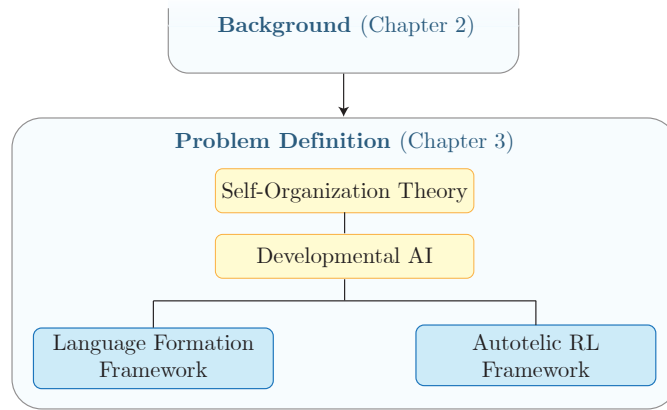 Background (Chapter 2)
Problem Definition (Chapter 3)
Self-Organization Theory
Developmental AI
Language Formation
Framework
Autotelic RL
Framework